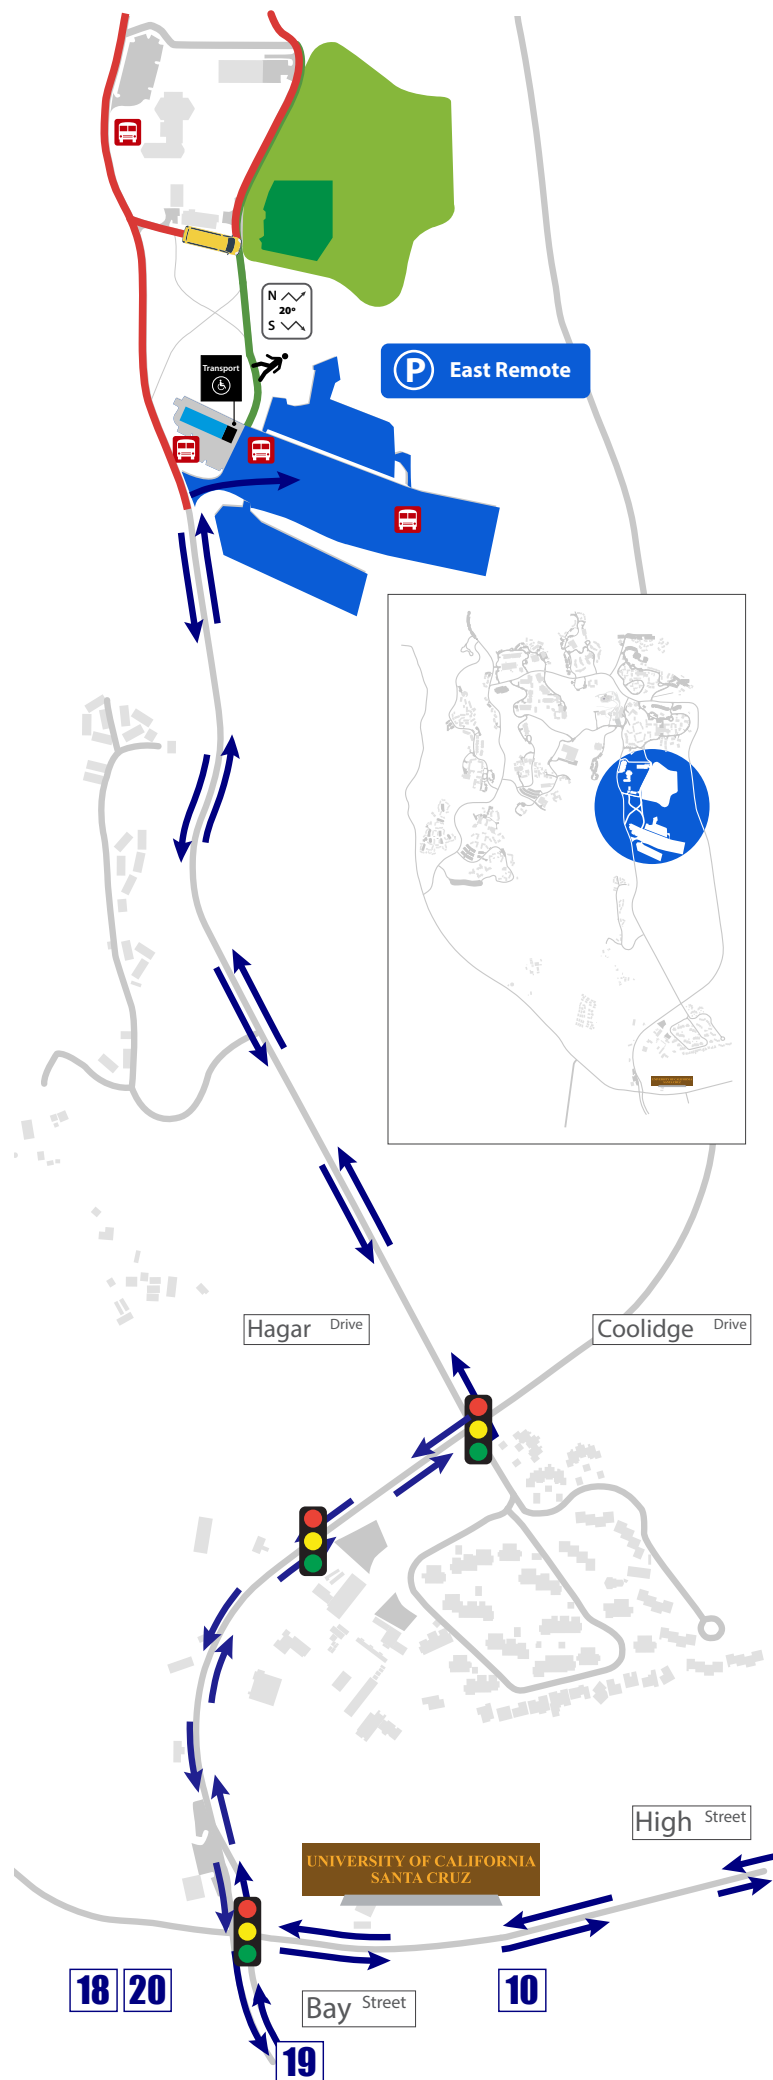 N
20°
S
Transport
P East Remote
Hagar Drive
Coolidge Drive
High Street
UNIVERSITY OF CALIFORNIA
SANTA CRUZ
18 20
Bay Street
10
19